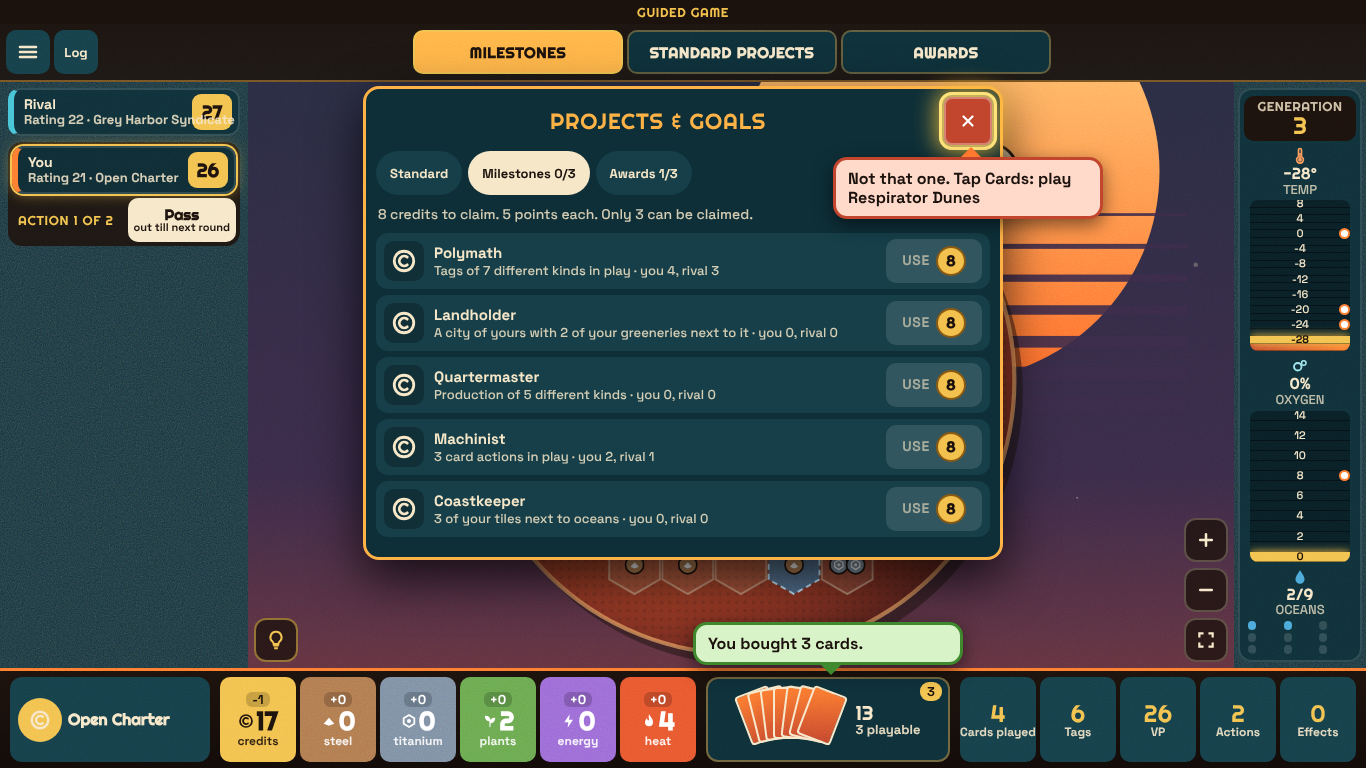 GUIDED GAME
Log
MILESTONES
STANDARD PROJECTS
AWARDS
Rival
Rating 22 · Grey Harbor Syndicate
27
You
Rating 21 · Open Charter
26
ACTION 1 OF 2
Pass
out till next round
PROJECTS & GOALS
×
Not that one. Tap Cards: play
Respirator Dunes
Standard
Milestones 0/3
Awards 1/3
8 credits to claim. 5 points each. Only 3 can be claimed.
Polymath
Tags of 7 different kinds in play · you 4, rival 3
USE 8
Landholder
A city of yours with 2 of your greeneries next to it · you 0, rival 0
USE 8
Quartermaster
Production of 5 different kinds · you 0, rival 0
USE 8
Machinist
3 card actions in play · you 2, rival 1
USE 8
Coastkeeper
3 of your tiles next to oceans · you 0, rival 0
USE 8
GENERATION
3
-28°
TEMP
8
4
0
-4
-8
-12
-16
-20
-24
-28
0%
OXYGEN
14
12
10
8
6
4
2
0
2/9
OCEANS
You bought 3 cards.
Open Charter
-1
17
credits
+0
0
steel
+0
0
titanium
+0
2
plants
+0
0
energy
+0
4
heat
3
13
3 playable
4
Cards played
6
Tags
26
VP
2
Actions
0
Effects